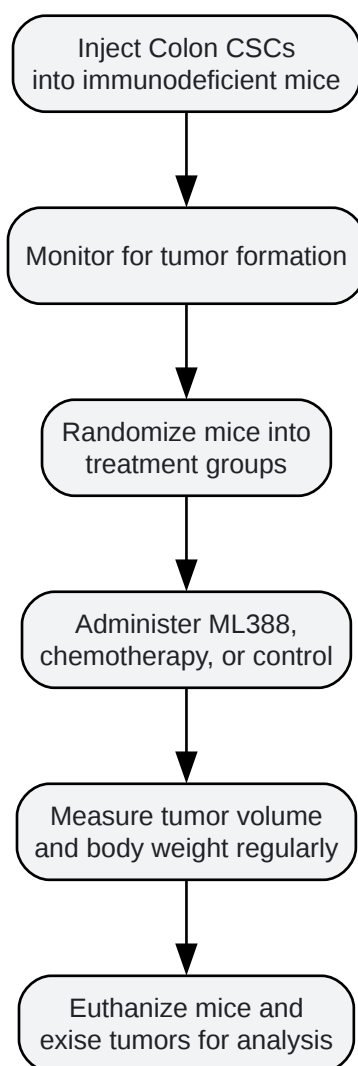 Inject Colon CSCs
into immunodeficient mice
Monitor for tumor formation
Randomize mice into
treatment groups
Administer ML388,
chemotherapy, or control
Measure tumor volume
and body weight regularly
Euthanize mice and
exise tumors for analysis